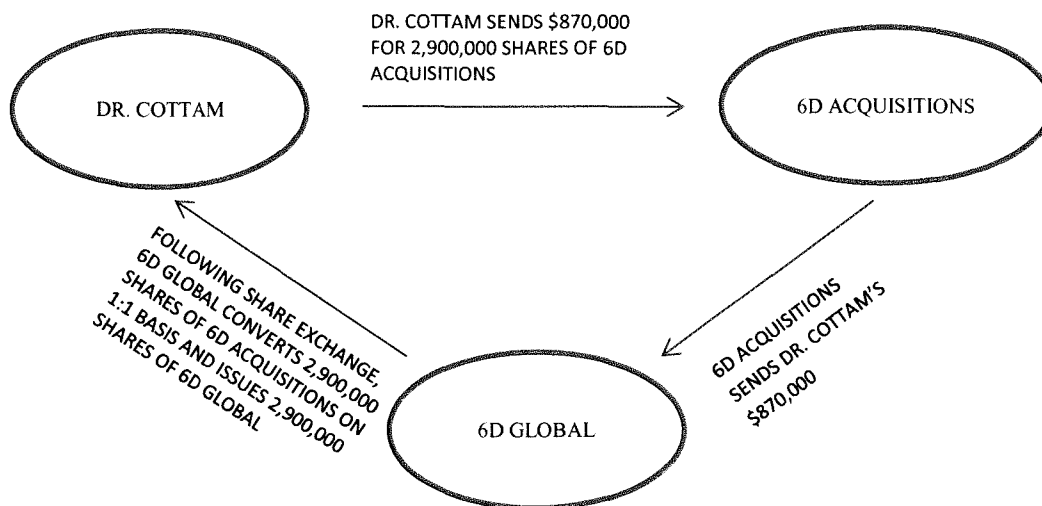 DR. COTTAM SENDS $870,000
FOR 2,900,000 SHARES OF 6D
ACQUISITIONS
DR. COTTAM
6D ACQUISITIONS
FOLLOWING SHARE EXCHANGE,
6D GLOBAL CONVERTS 2,900,000
SHARES OF 6D ACQUISITIONS ON
1:1 BASIS AND ISSUES 2,900,000
SHARES OF 6D GLOBAL
6D ACQUISITIONS
SENDS DR. COTTAM'S
$870,000
6D GLOBAL